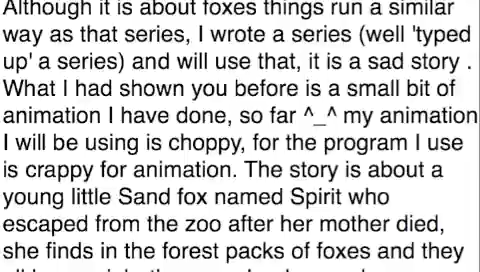 Although it is about foxes things run a similar
way as that series, I wrote a series (well 'typed
up' a series) and will use that, it is a sad story .
What I had shown you before is a small bit of
animation I have done, so far ^_^ my animation
I will be using is choppy, for the program I use
is crappy for animation. The story is about a
young little Sand fox named Spirit who
escaped from the zoo after her mother died,
she finds in the forest packs of foxes and they